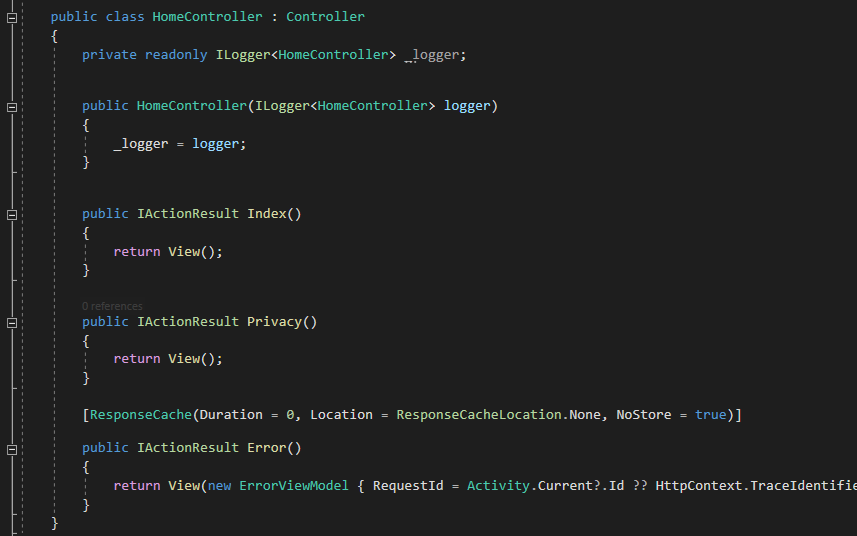 public class HomeController : Controller
{
private readonly ILogger<HomeController> _logger;
public HomeController(ILogger<HomeController> logger)
{
_logger = logger;
}
public IActionResult Index()
{
return View();
}
0 references
public IActionResult Privacy()
{
return View();
}
[ResponseCache(Duration = 0, Location = ResponseCacheLocation.None, NoStore = true)]
public IActionResult Error()
{
return View(new ErrorViewModel { RequestId = Activity.Current?.Id ?? HttpContext.TraceIdentifie
}
}